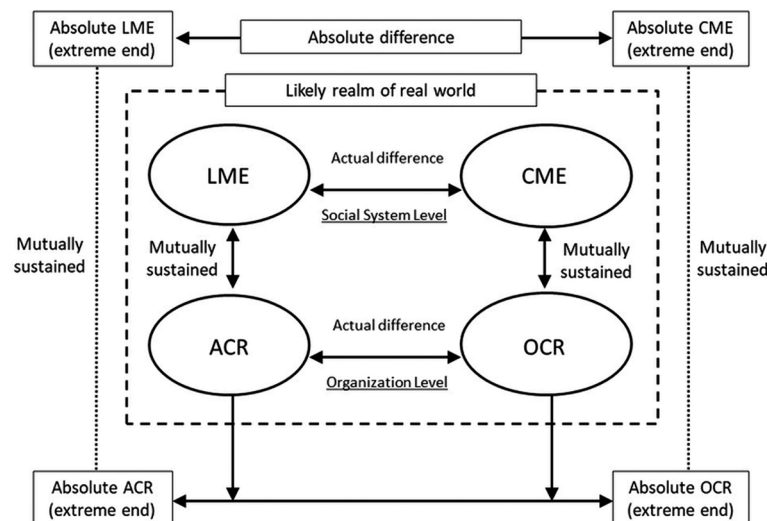 Absolute LME
(extreme end)
Absolute difference
Absolute CME
(extreme end)
Likely realm of real world
LME
Actual difference
CME
Social System Level
Mutually
sustained
Mutually
sustained
Mutually
sustained
Mutually
sustained
ACR
Actual difference
OCR
Organization Level
Absolute ACR
(extreme end)
Absolute OCR
(extreme end)